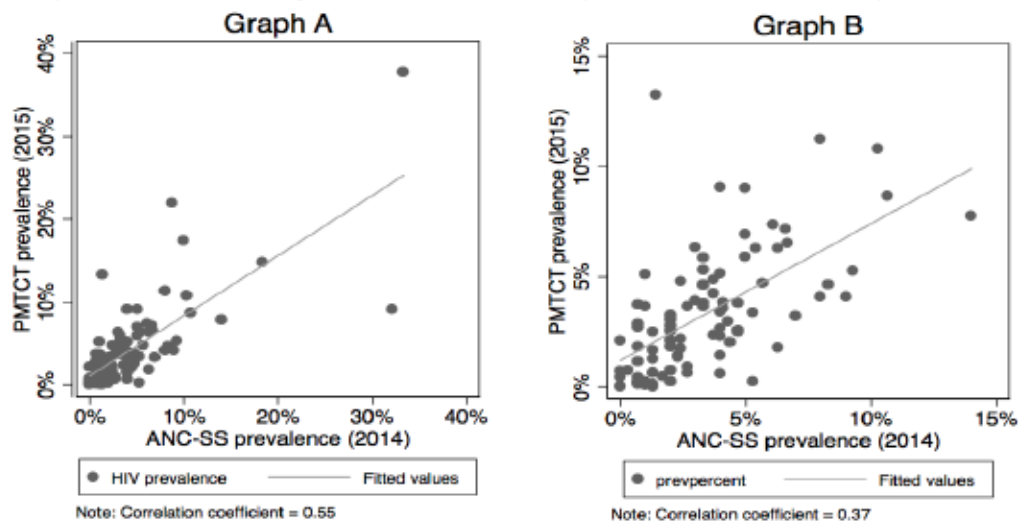 Graph A
PMTCT prevalence (2015)
40%
30%
20%
10%
0%
0% 10% 20% 30% 40%
ANC-SS prevalence (2014)
HIV prevalence Fitted values
Note: Correlation coefficient = 0.55
Graph B
PMTCT prevalence (2015)
15%
10%
5%
0%
0% 5% 10% 15%
ANC-SS prevalence (2014)
prevpercent Fitted values
Note: Correlation coefficient = 0.37